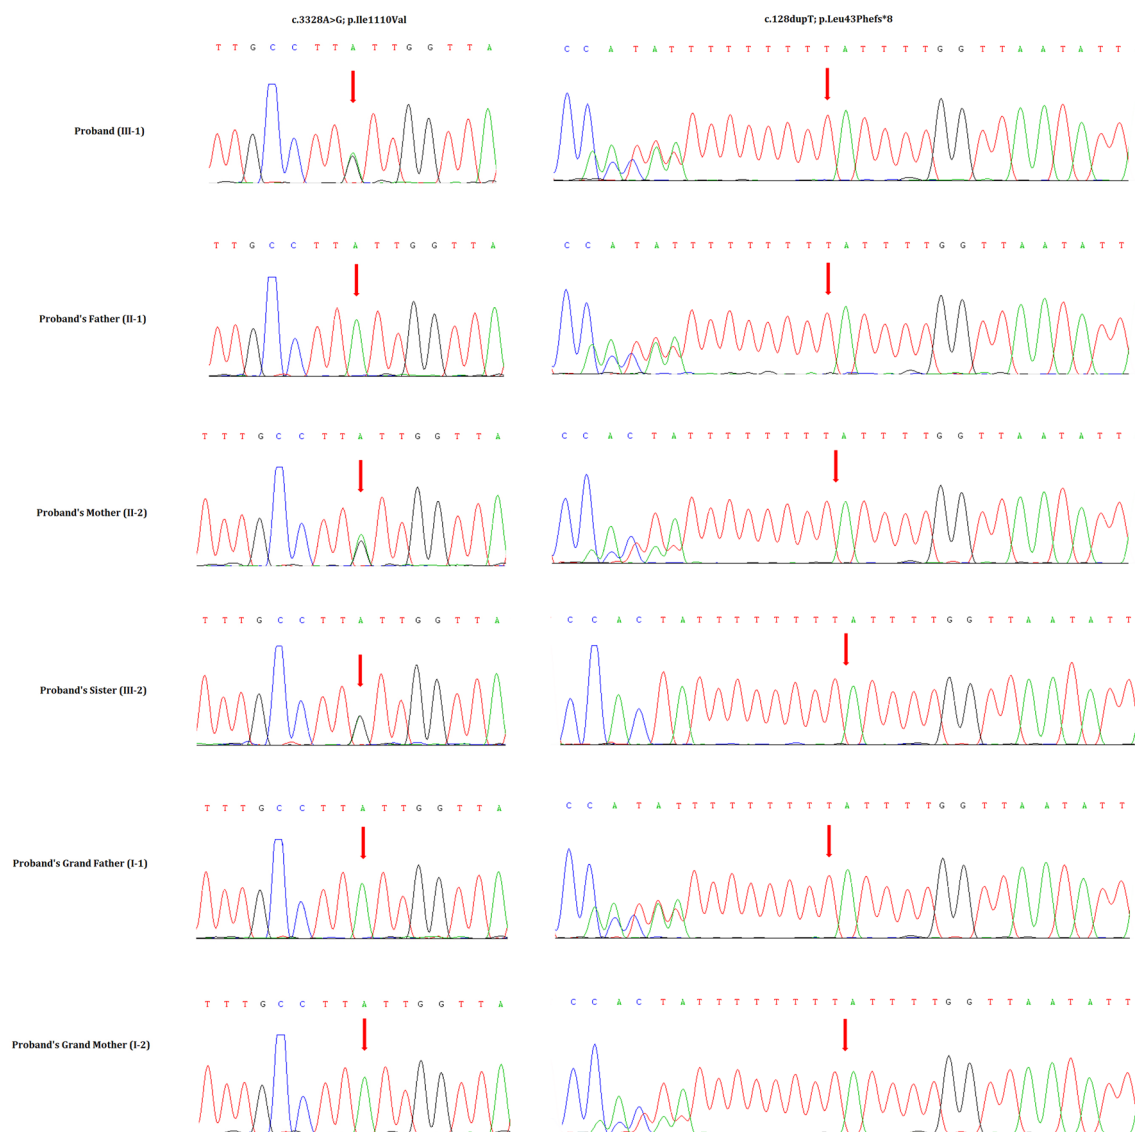 c.3328A>G; p.Ile1110Val
c.128dupT; p.Leu43Phefs*8
T T G C C T T A T T G G T T A
C C A T A T T T T T T T T T A T T T T G G T T A A T A T T
Proband (III-1)
T T G C C T T A T T G G T T A
C C A T A T T T T T T T T T A T T T T G G T T A A T A T T
Proband's Father (II-1)
T T T G C C T T A T T G G T T A
C C A C T A T T T T T T T T A T T T T G G T T A A T A T T
Proband's Mother (II-2)
T T T G C C T T A T T G G T T A
C C A C T A T T T T T T T T A T T T T G G T T A A T A T T
Proband's Sister (III-2)
T T T G C C T T A T T G G T T A
C C A T A T T T T T T T T T A T T T T G G T T A A T A T T
Proband's Grand Father (I-1)
T T T G C C T T A T T G G T T A
C C A C T A T T T T T T T T A T T T T G G T T A A T A T T
Proband's Grand Mother (I-2)